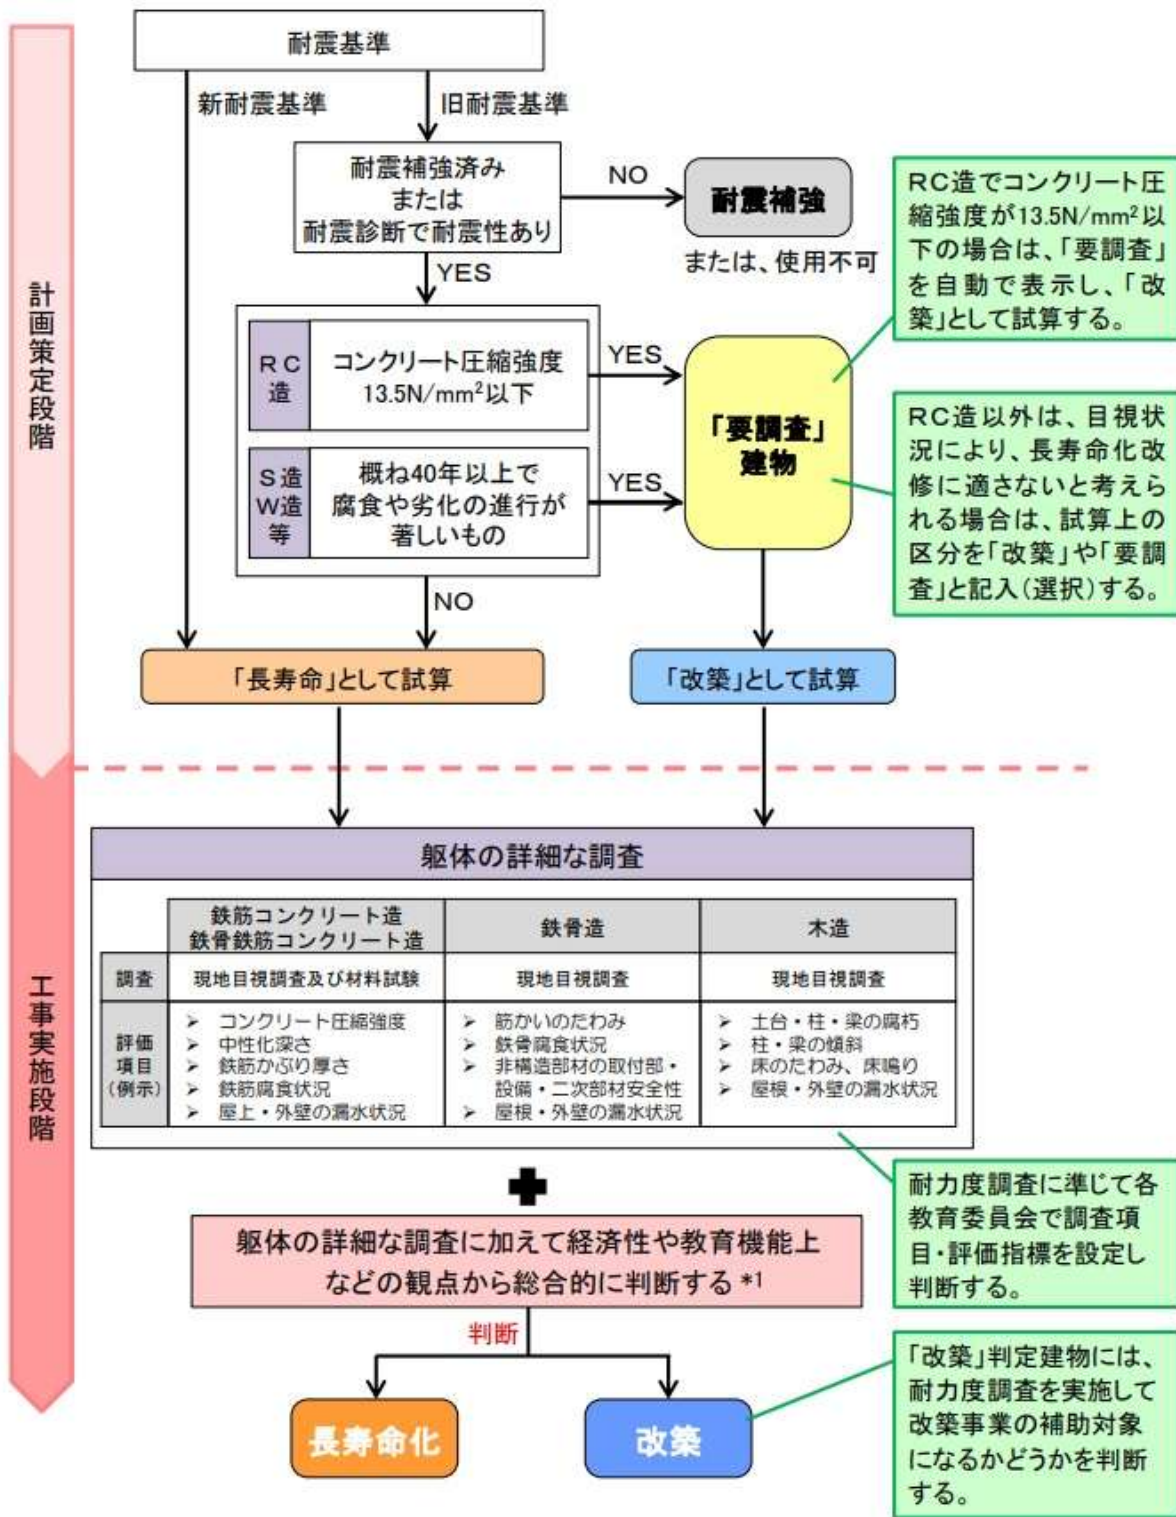 耐震基準
新耐震基準
旧耐震基準
耐震補強済み
または
耐震診断で耐震性あり
NO
耐震補強
または、使用不可
YES
RC
造
コンクリート圧縮強度
13.5N/mm²以下
YES
S造
W造
等
概ね40年以上で
腐食や劣化の進行が
著しいもの
YES
「要調査」
建物
NO
「長寿命」として試算
「改築」として試算
RC造でコンクリート圧
縮強度が13.5N/mm²以
下の場合は、「要調査」
を自動で表示し、「改
築」として試算する。
RC造以外は、目視状
況により、長寿命化改
修に適さないと考えら
れる場合は、試算上の
区分を「改築」や「要調
査」と記入(選択)する。
計画策定段階
工事実施段階
躯体の詳細な調査
鉄筋コンクリート造
鉄骨鉄筋コンクリート造
鉄骨造
木造
調査
現地目視調査及び材料試験
現地目視調査
現地目視調査
評価
項目
(例示)
➢ コンクリート圧縮強度
➢ 中性化深さ
➢ 鉄筋かぶり厚さ
➢ 鉄筋腐食状況
➢ 屋上・外壁の漏水状況
➢ 筋かいのたわみ
➢ 鉄骨腐食状況
➢ 非構造部材の取付部・
設備・二次部材安全性
➢ 屋根・外壁の漏水状況
➢ 土台・柱・梁の腐朽
➢ 柱・梁の傾斜
➢ 床のたわみ、床鳴り
➢ 屋根・外壁の漏水状況
耐力度調査に準じて各
教育委員会で調査項
目・評価指標を設定し
判断する。
躯体の詳細な調査に加えて経済性や教育機能上
などの観点から総合的に判断する *1
判断
長寿命化
改築
「改築」判定建物には、
耐力度調査を実施して
改築事業の補助対象
になるかどうかを判断
する。